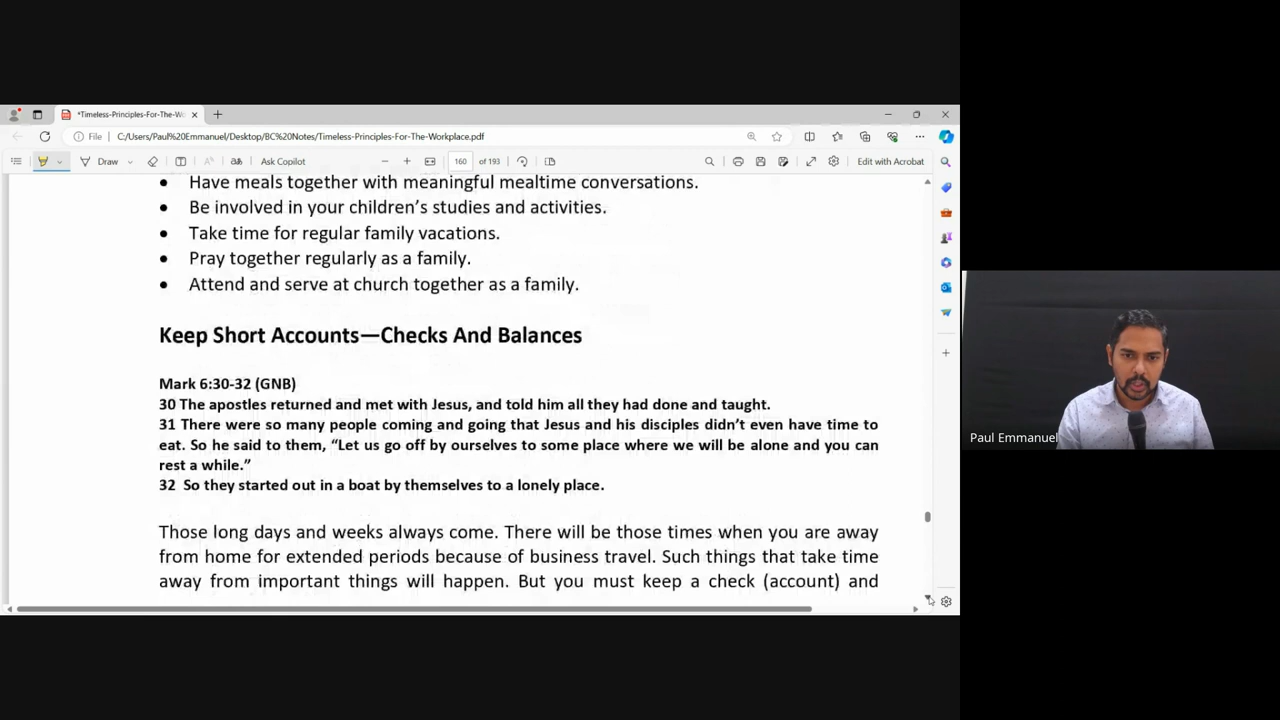 *Timeless-Principles-For-The-Wo
File
C:/Users/Paul%20Emmanuel/Desktop/BC%20Notes/Timeless-Principles-For-The-Workplace.pdf
Draw
Ask Copilot
160 of 193
Edit with Acrobat
• Have meals together with meaningful mealtime conversations.
• Be involved in your children's studies and activities.
• Take time for regular family vacations.
• Pray together regularly as a family.
• Attend and serve at church together as a family.
Keep Short Accounts—Checks And Balances
Mark 6:30-32 (GNB)
30 The apostles returned and met with Jesus, and told him all they had done and taught.
31 There were so many people coming and going that Jesus and his disciples didn't even have time to
eat. So he said to them, “Let us go off by ourselves to some place where we will be alone and you can
rest a while.”
32 So they started out in a boat by themselves to a lonely place.
Those long days and weeks always come. There will be those times when you are away
from home for extended periods because of business travel. Such things that take time
away from important things will happen. But you must keep a check (account) and
Paul Emmanuel